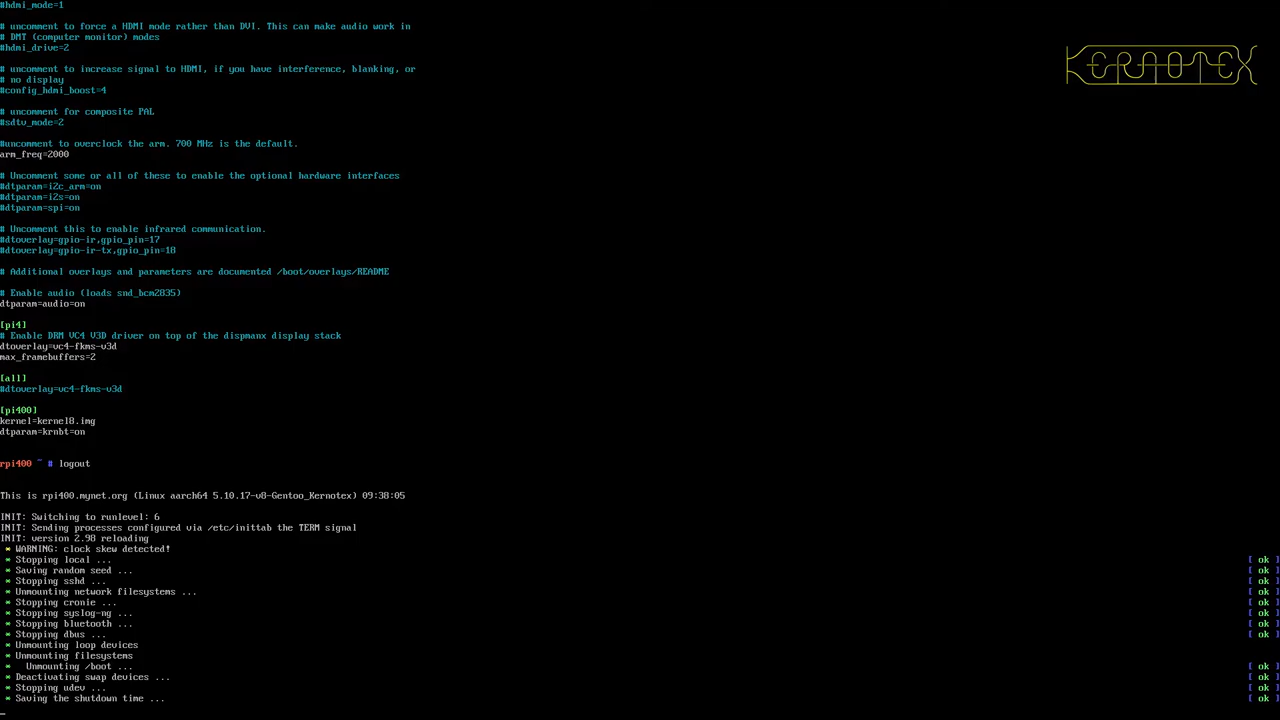 #hdmi_mode=1
# uncomment to force a HDMI mode rather than DVI. This can make audio work in
# DMT (computer monitor) modes
#hdmi_drive=2
# uncomment to increase signal to HDMI, if you have interference, blanking, or
# no display
#config_hdmi_boost=4
# uncomment for composite PAL
#sdtv_mode=2
#uncomment to overclock the arm. 700 MHz is the default.
arm_freq=2000
# Uncomment some or all of these to enable the optional hardware interfaces
#dtparam=i2c_arm=on
#dtparam=i2s=on
#dtparam=spi=on
# Uncomment this to enable infrared communication.
#dtoverlay=gpio-ir,gpio_pin=17
#dtoverlay=gpio-ir-tx,gpio_pin=18
# Additional overlays and parameters are documented /boot/overlays/README
# Enable audio (loads snd_bcm2835)
dtparam=audio=on
[pi4]
# Enable DRM VC4 V3D driver on top of the dispmanx display stack
dtoverlay=vc4-fkms-v3d
max_framebuffers=2
[all]
#dtoverlay=vc4-fkms-v3d
[pi400]
kernel=kernel8.img
dtparam=krnbt=on
rpi400 ~ # logout
This is rpi400.mynet.org (Linux aarch64 5.10.17-v8-Gentoo_Kernotex) 09:38:05
INIT: Switching to runlevel: 6
INIT: Sending processes configured via /etc/inittab the TERM signal
INIT: version 2.98 reloading
* WARNING: clock skew detected!
* Stopping local ... [ ok ]
* Saving random seed ... [ ok ]
* Stopping sshd ... [ ok ]
* Unmounting network filesystems ... [ ok ]
* Stopping cronie ... [ ok ]
* Stopping syslog-ng ... [ ok ]
* Stopping bluetooth ... [ ok ]
* Stopping dbus ... [ ok ]
* Unmounting loop devices
* Unmounting filesystems
* Unmounting /boot ... [ ok ]
* Deactivating swap devices ... [ ok ]
* Stopping udev ... [ ok ]
* Saving the shutdown time ... [ ok ]
KERNOTEX